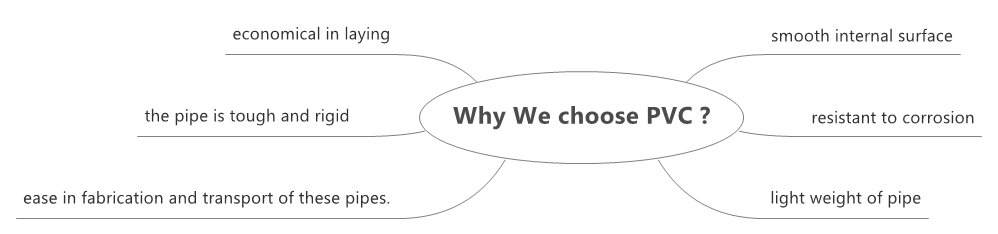 economical in laying
smooth internal surface
Why We choose PVC ?
the pipe is tough and rigid
resistant to corrosion
ease in fabrication and transport of these pipes.
light weight of pipe